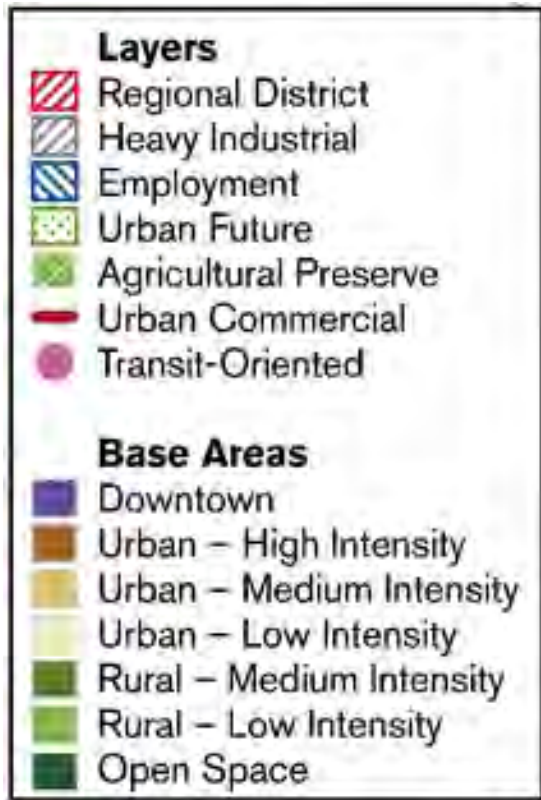 Layers
Regional District
Heavy Industrial
Employment
Urban Future
Agricultural Preserve
Urban Commercial
Transit-Oriented
Base Areas
Downtown
Urban – High Intensity
Urban – Medium Intensity
Urban – Low Intensity
Rural – Medium Intensity
Rural – Low Intensity
Open Space